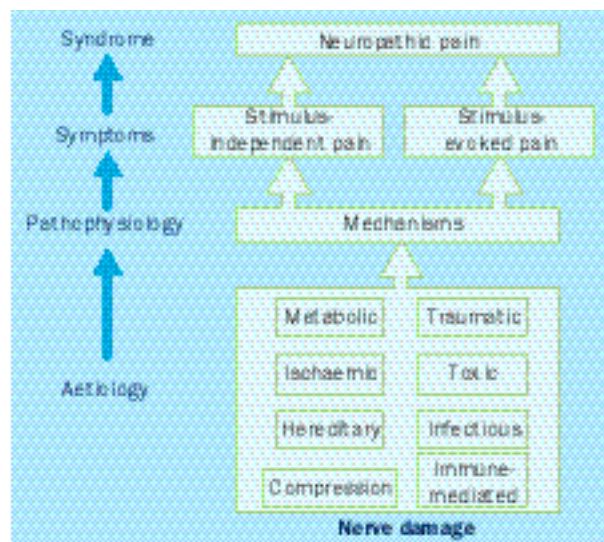 Syndrome
Neuropathic pain
Stimulus-
independent pain
Stimulus-
evoked pain
Symptoms
Pathophysiology
Mechanisms
Metabolic
Traumatic
Ischaemic
Toxic
Aetiology
Hereditary
Infectious
Compression
Immune-
mediated
Nerve damage